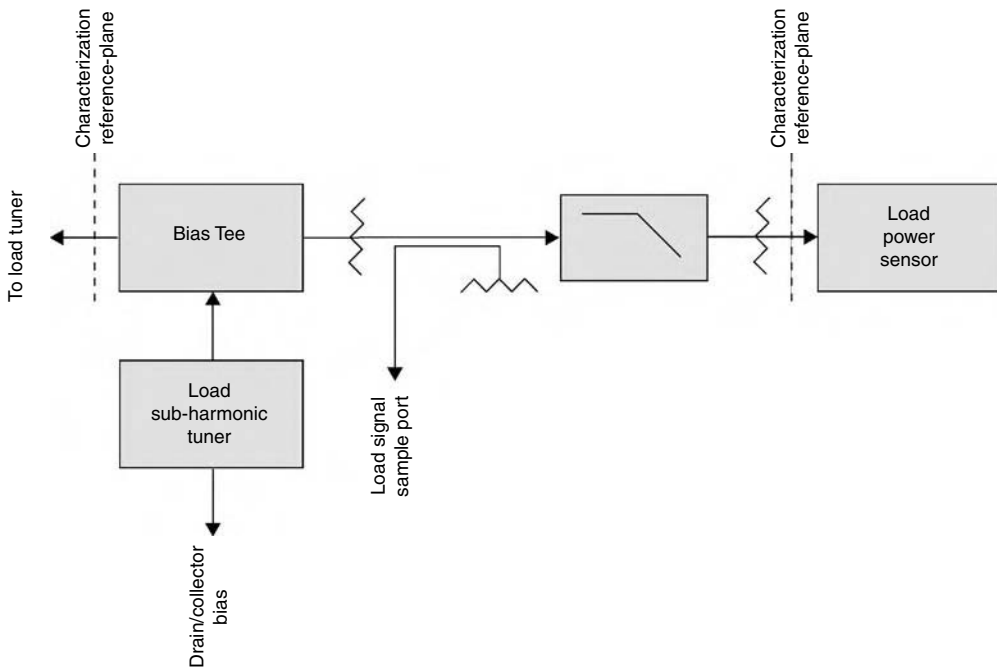 Characterization
reference-plane
Characterization
reference-plane
To load tuner
Bias Tee
Load
power
sensor
Load
sub-harmonic
tuner
Load signal
sample port
Drain/collector
bias